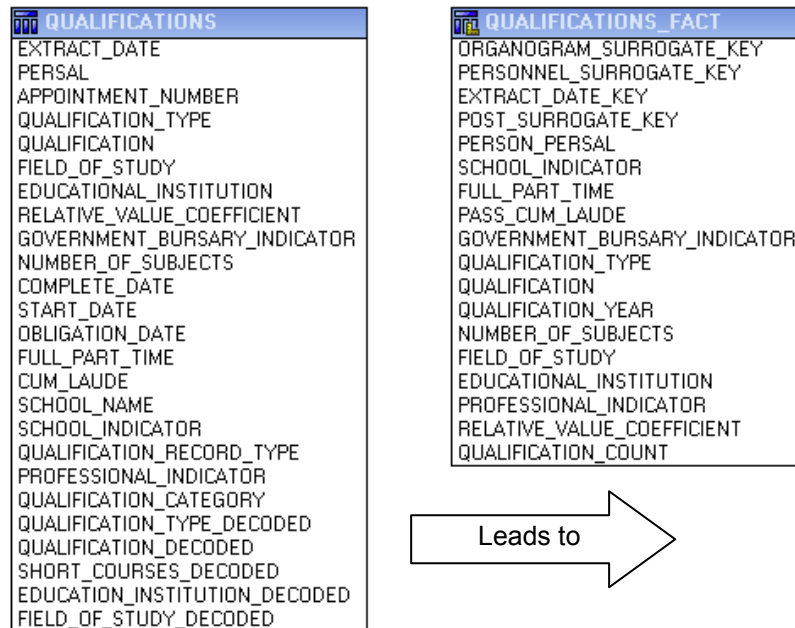 QUALIFICATIONS
EXTRACT_DATE
PERSAL
APPOINTMENT_NUMBER
QUALIFICATION_TYPE
QUALIFICATION
FIELD_OF_STUDY
EDUCATIONAL_INSTITUTION
RELATIVE_VALUE_COEFFICIENT
GOVERNMENT_BURSARY_INDICATOR
NUMBER_OF_SUBJECTS
COMPLETE_DATE
START_DATE
OBLIGATION_DATE
FULL_PART_TIME
CUM_LAUDE
SCHOOL_NAME
SCHOOL_INDICATOR
QUALIFICATION_RECORD_TYPE
PROFESSIONAL_INDICATOR
QUALIFICATION_CATEGORY
QUALIFICATION_TYPE_DECODED
QUALIFICATION_DECODED
SHORT_COURSES_DECODED
EDUCATION_INSTITUTION_DECODED
FIELD_OF_STUDY_DECODED
QUALIFICATIONS_FACT
ORGANOGRAM_SURROGATE_KEY
PERSONNEL_SURROGATE_KEY
EXTRACT_DATE_KEY
POST_SURROGATE_KEY
PERSON_PERSAL
SCHOOL_INDICATOR
FULL_PART_TIME
PASS_CUM_LAUDE
GOVERNMENT_BURSARY_INDICATOR
QUALIFICATION_TYPE
QUALIFICATION
QUALIFICATION_YEAR
NUMBER_OF_SUBJECTS
FIELD_OF_STUDY
EDUCATIONAL_INSTITUTION
PROFESSIONAL_INDICATOR
RELATIVE_VALUE_COEFFICIENT
QUALIFICATION_COUNT
Leads to